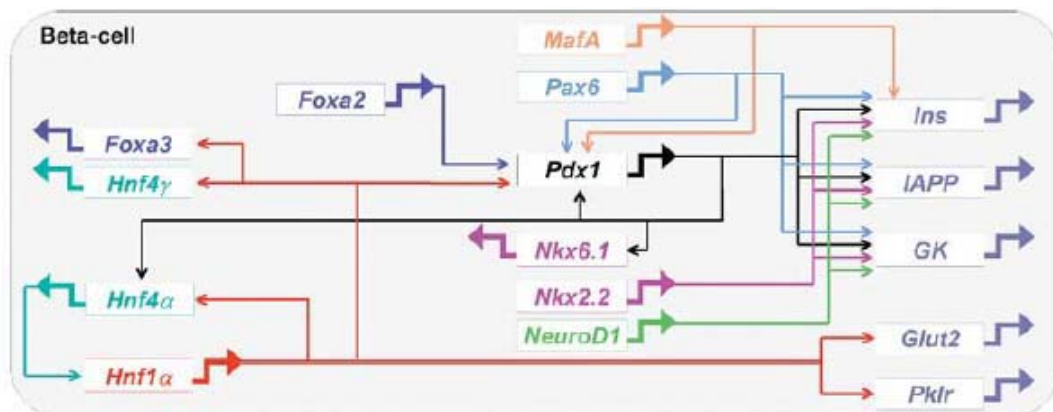 Beta-cell
MafA
Pax6
Foxa2
Ins
Foxa3
Pdx1
Hnf4γ
IAPP
Nkx6.1
GK
Hnf4α
Nkx2.2
NeuroD1
Glut2
Hnf1α
Pklr